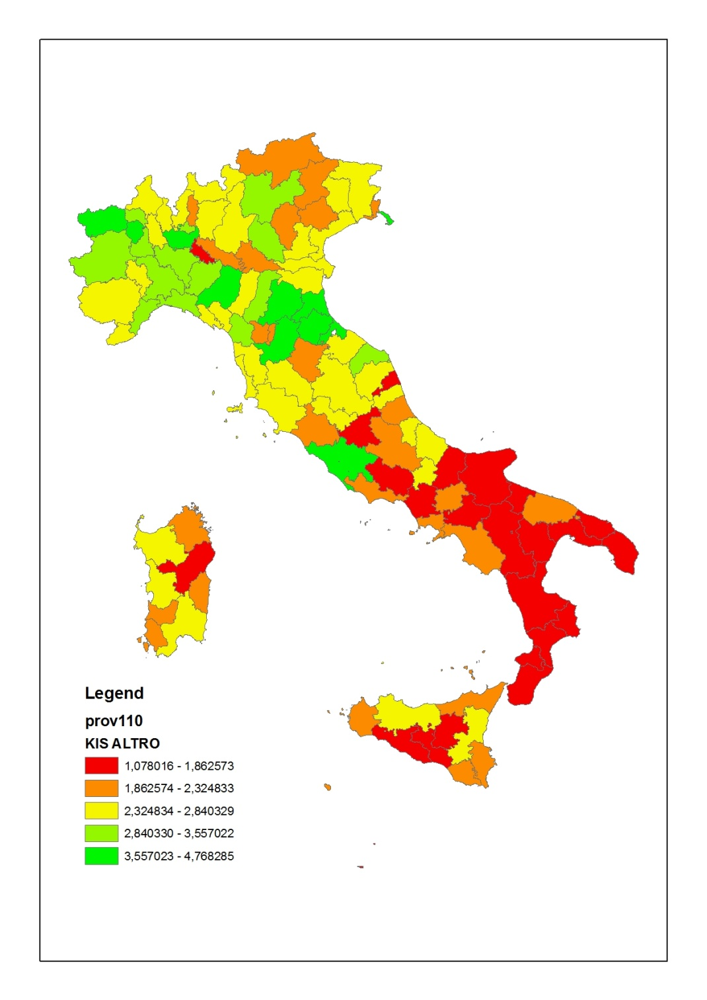 Legend
prov110
KIS ALTRO
1,078016 - 1,862573
1,862574 - 2,324833
2,324834 - 2,840329
2,840330 - 3,557022
3,557023 - 4,768285